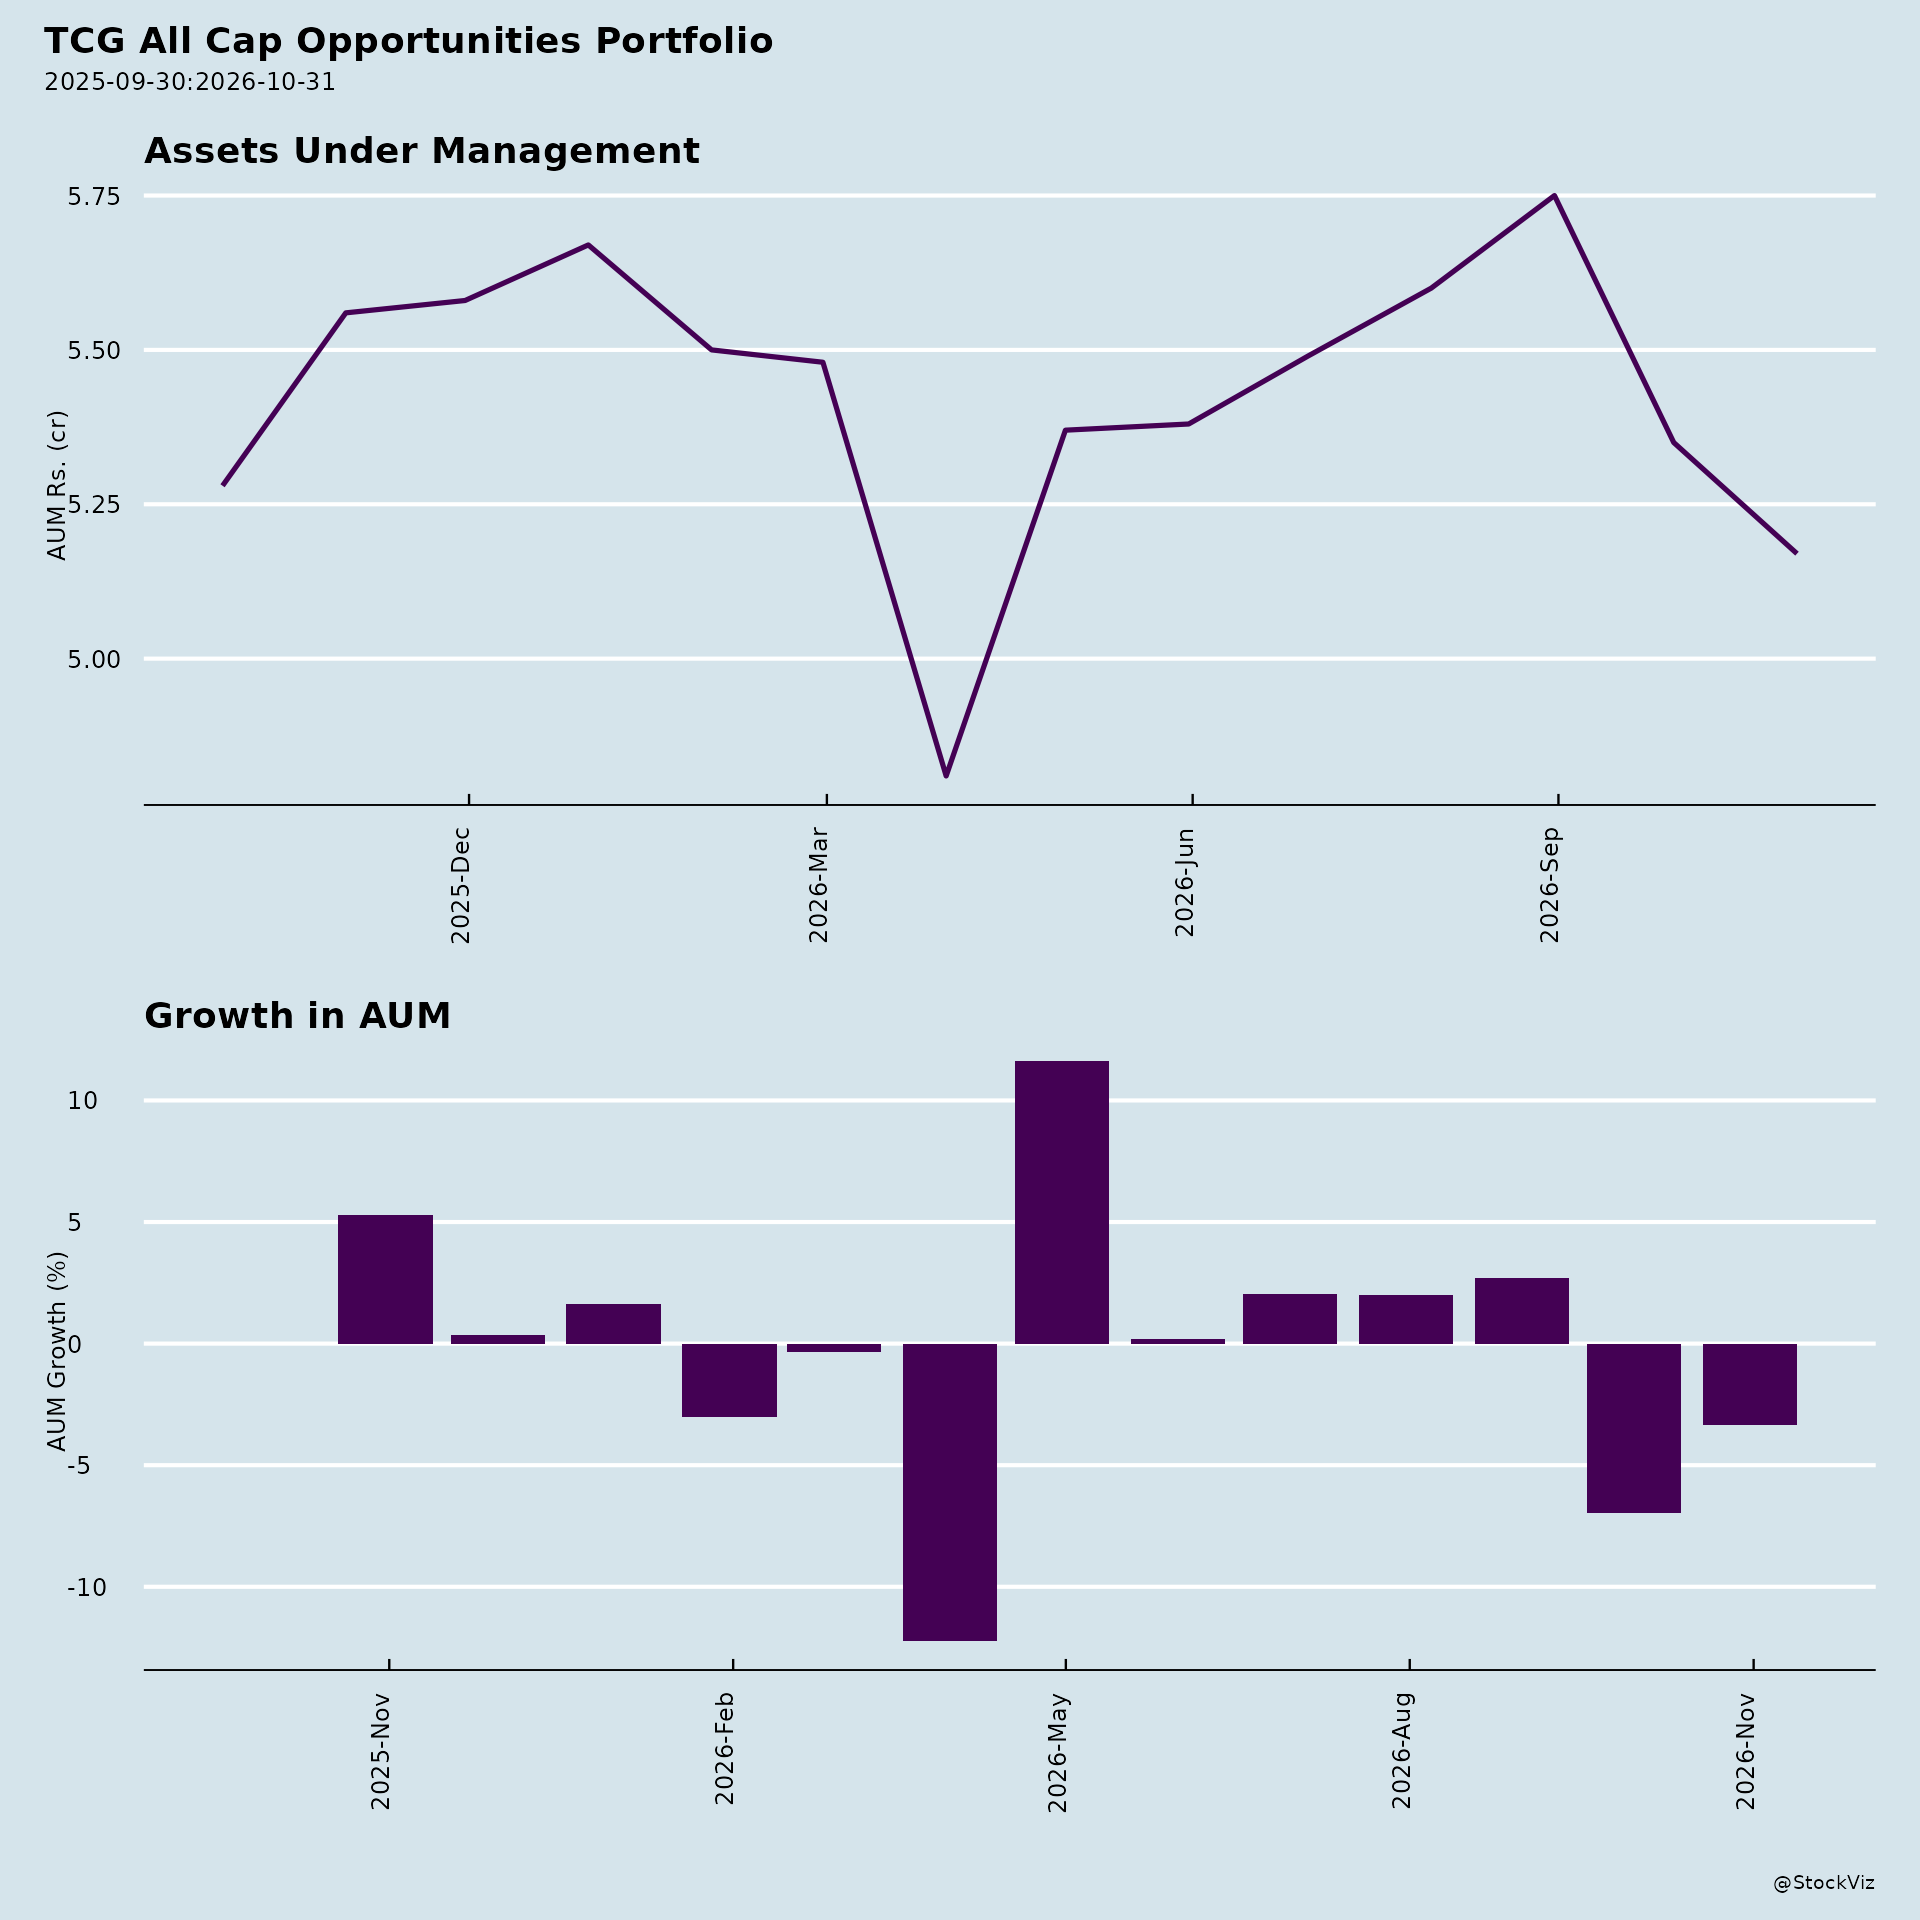 TCG All Cap Opportunities Portfolio
2025-09-30:2026-10-31
Assets Under Management
AUM Rs. (cr)
5.75
5.50
5.25
5.00
2025-Dec
2026-Mar
2026-Jun
2026-Sep
Growth in AUM
AUM Growth (%)
10
5
0
-5
-10
2025-Nov
2026-Feb
2026-May
2026-Aug
2026-Nov
@StockViz